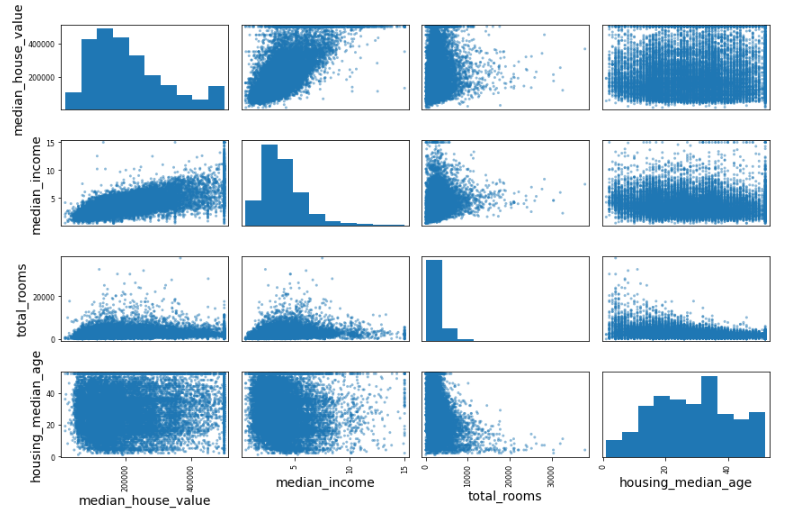 median_house_value
400000
200000
median_income
15
10
5
total_rooms
20000
0
housing_median_age
40
20
0
200000
400000
5
10
15
0
10000
20000
30000
0
20
40
median_house_value
median_income
total_rooms
housing_median_age